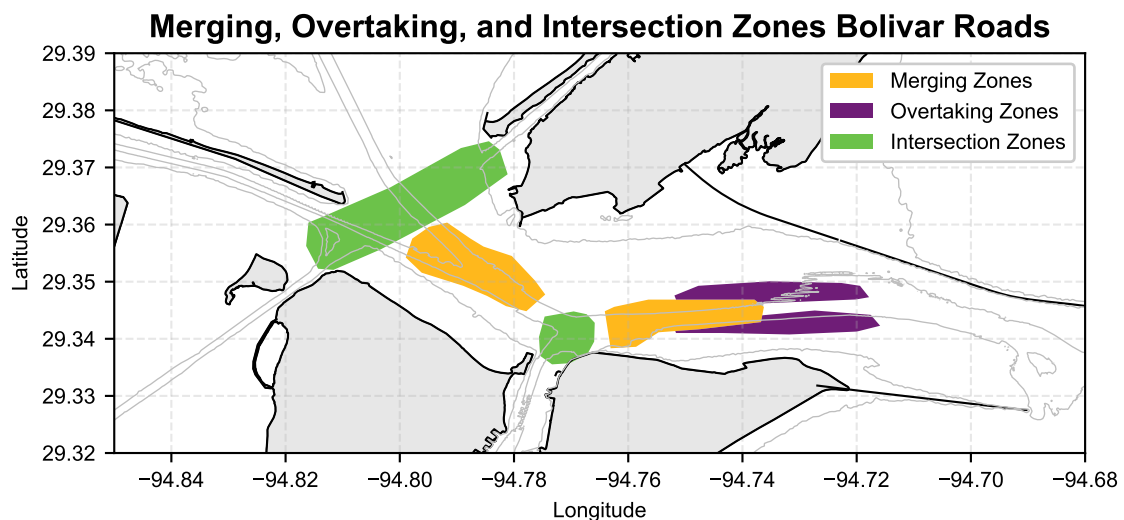 Merging, Overtaking, and Intersection Zones Bolivar Roads
29.39
29.38
29.37
29.36
29.35
29.34
29.33
29.32
Latitude
Merging Zones
Overtaking Zones
Intersection Zones
−94.84 −94.82 −94.80 −94.78 −94.76 −94.74 −94.72 −94.70 −94.68
Longitude